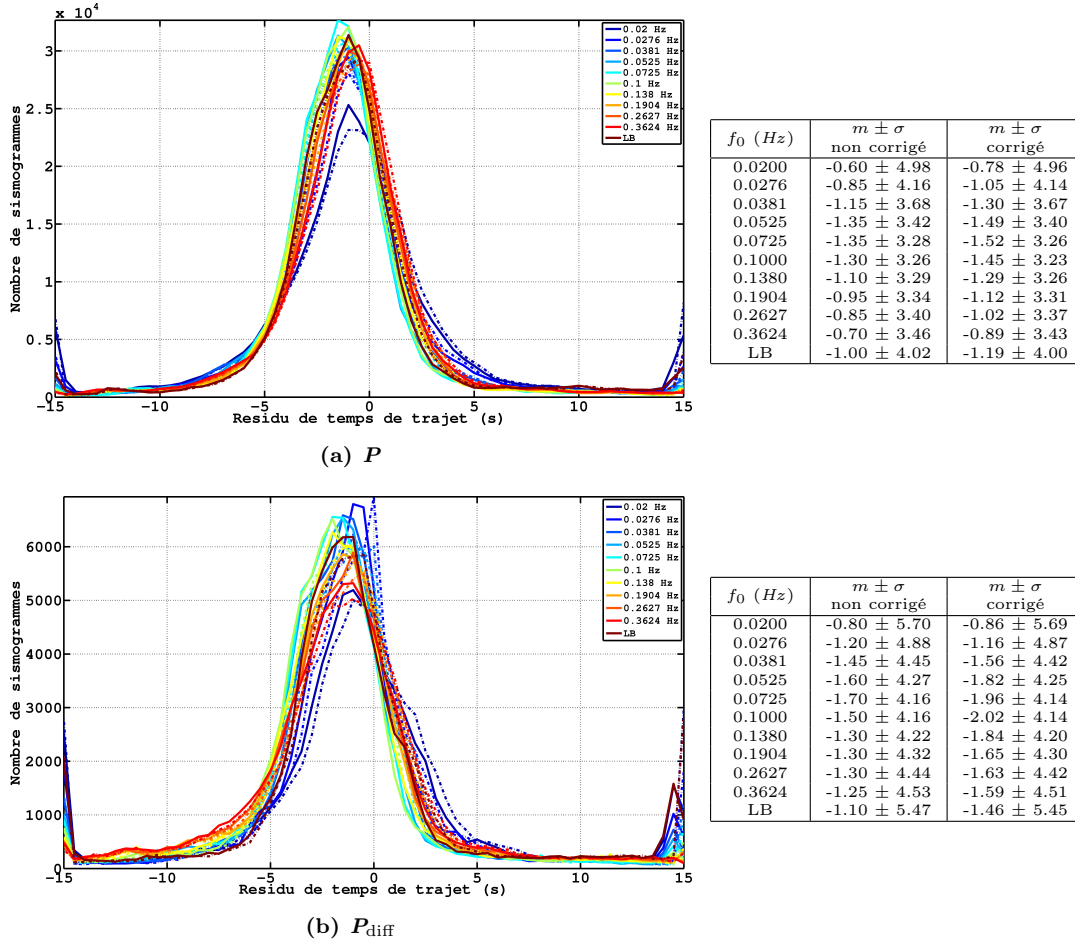 x 10⁴
3
2.5
2
1.5
1
0.5
0
Nombre de sismogrammes
0.02 Hz
0.0276 Hz
0.0381 Hz
0.0525 Hz
0.0725 Hz
0.1 Hz
0.138 Hz
0.1904 Hz
0.2627 Hz
0.3624 Hz
LB
−15 −10 −5 0 5 10 15
Residu de temps de trajet (s)
(a) P
f₀ (Hz) m ± σ non corrigé m ± σ corrigé
0.0200 -0.60 ± 4.98 -0.78 ± 4.96
0.0276 -0.85 ± 4.16 -1.05 ± 4.14
0.0381 -1.15 ± 3.68 -1.30 ± 3.67
0.0525 -1.35 ± 3.42 -1.49 ± 3.40
0.0725 -1.35 ± 3.28 -1.52 ± 3.26
0.1000 -1.30 ± 3.26 -1.45 ± 3.23
0.1380 -1.10 ± 3.29 -1.29 ± 3.26
0.1904 -0.95 ± 3.34 -1.12 ± 3.31
0.2627 -0.85 ± 3.40 -1.02 ± 3.37
0.3624 -0.70 ± 3.46 -0.89 ± 3.43
LB -1.00 ± 4.02 -1.19 ± 4.00
6000
5000
4000
3000
2000
1000
0
Nombre de sismogrammes
0.02 Hz
0.0276 Hz
0.0381 Hz
0.0525 Hz
0.0725 Hz
0.1 Hz
0.138 Hz
0.1904 Hz
0.2627 Hz
0.3624 Hz
LB
−15 −10 −5 0 5 10 15
Residu de temps de trajet (s)
(b) P_diff
f₀ (Hz) m ± σ non corrigé m ± σ corrigé
0.0200 -0.80 ± 5.70 -0.86 ± 5.69
0.0276 -1.20 ± 4.88 -1.16 ± 4.87
0.0381 -1.45 ± 4.45 -1.56 ± 4.42
0.0525 -1.60 ± 4.27 -1.82 ± 4.25
0.0725 -1.70 ± 4.16 -1.96 ± 4.14
0.1000 -1.50 ± 4.16 -2.02 ± 4.14
0.1380 -1.30 ± 4.22 -1.84 ± 4.20
0.1904 -1.30 ± 4.32 -1.65 ± 4.30
0.2627 -1.30 ± 4.44 -1.63 ± 4.42
0.3624 -1.25 ± 4.53 -1.59 ± 4.51
LB -1.10 ± 5.47 -1.46 ± 5.45